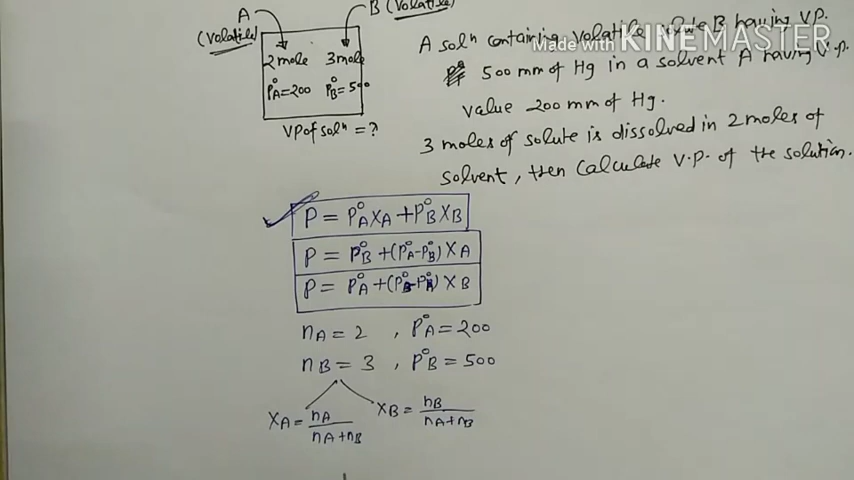 A
(Volatile)
B (Volatile)
2 mole 3 mole
P°A=200 P°B=500
VP of solⁿ = ?
A solⁿ containing volatile solute B having V.P.
500 mm of Hg in a solvent A having V.P.
value 200 mm of Hg.
3 moles of solute is dissolved in 2 moles of
solvent, then calculate V.P. of the solution.
Made with KINEMASTER
P = P°A XA + P°B XB
P = P°B + (P°A - P°B) XA
P = P°A + (P°B - P°A) XB
nA = 2 , P°A = 200
nB = 3 , P°B = 500
XA = nA / nA + nB XB = nB / nA + nB